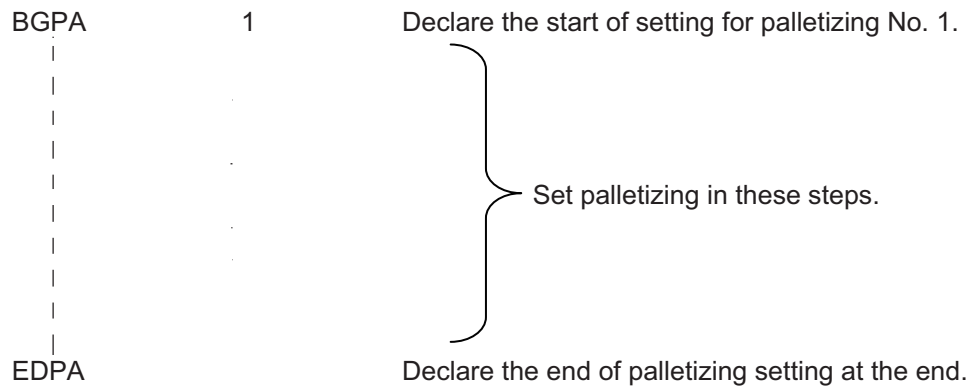 BGPA 1 Declare the start of setting for palletizing No. 1.
Set palletizing in these steps.
EDPA Declare the end of palletizing setting at the end.